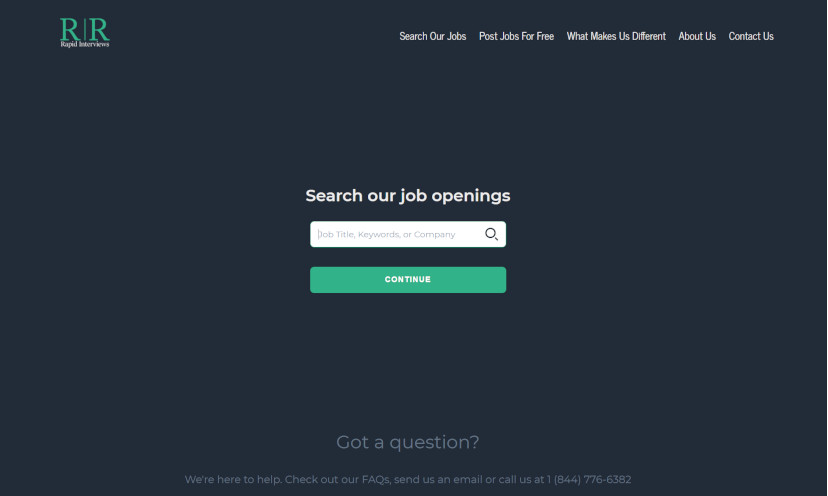 R|R
Rapid Interviews
Search Our Jobs Post Jobs For Free What Makes Us Different About Us Contact Us
Search our job openings
Job Title, Keywords, or Company
CONTINUE
Got a question?
We're here to help. Check out our FAQs, send us an email or call us at 1 (844) 776-6382